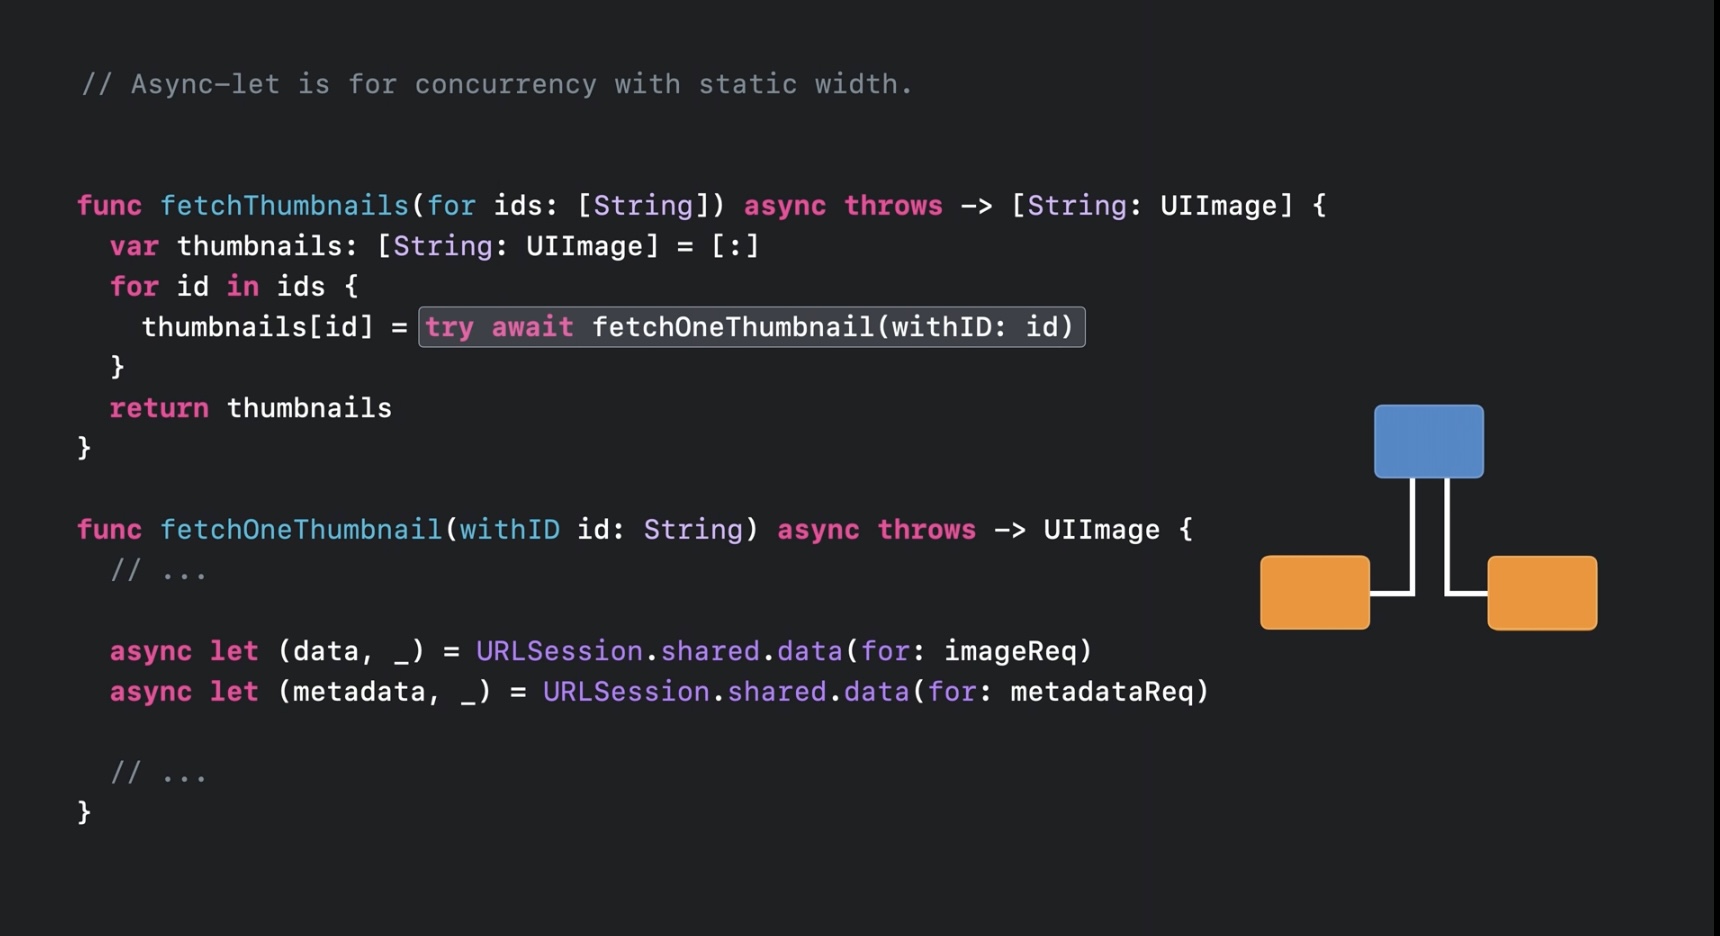 // Async-let is for concurrency with static width.
func fetchThumbnails(for ids: [String]) async throws -> [String: UIImage] {
var thumbnails: [String: UIImage] = [:]
for id in ids {
thumbnails[id] = try await fetchOneThumbnail(withID: id)
}
return thumbnails
}
func fetchOneThumbnail(withID id: String) async throws -> UIImage {
// ...
async let (data, _) = URLSession.shared.data(for: imageReq)
async let (metadata, _) = URLSession.shared.data(for: metadataReq)
// ...
}